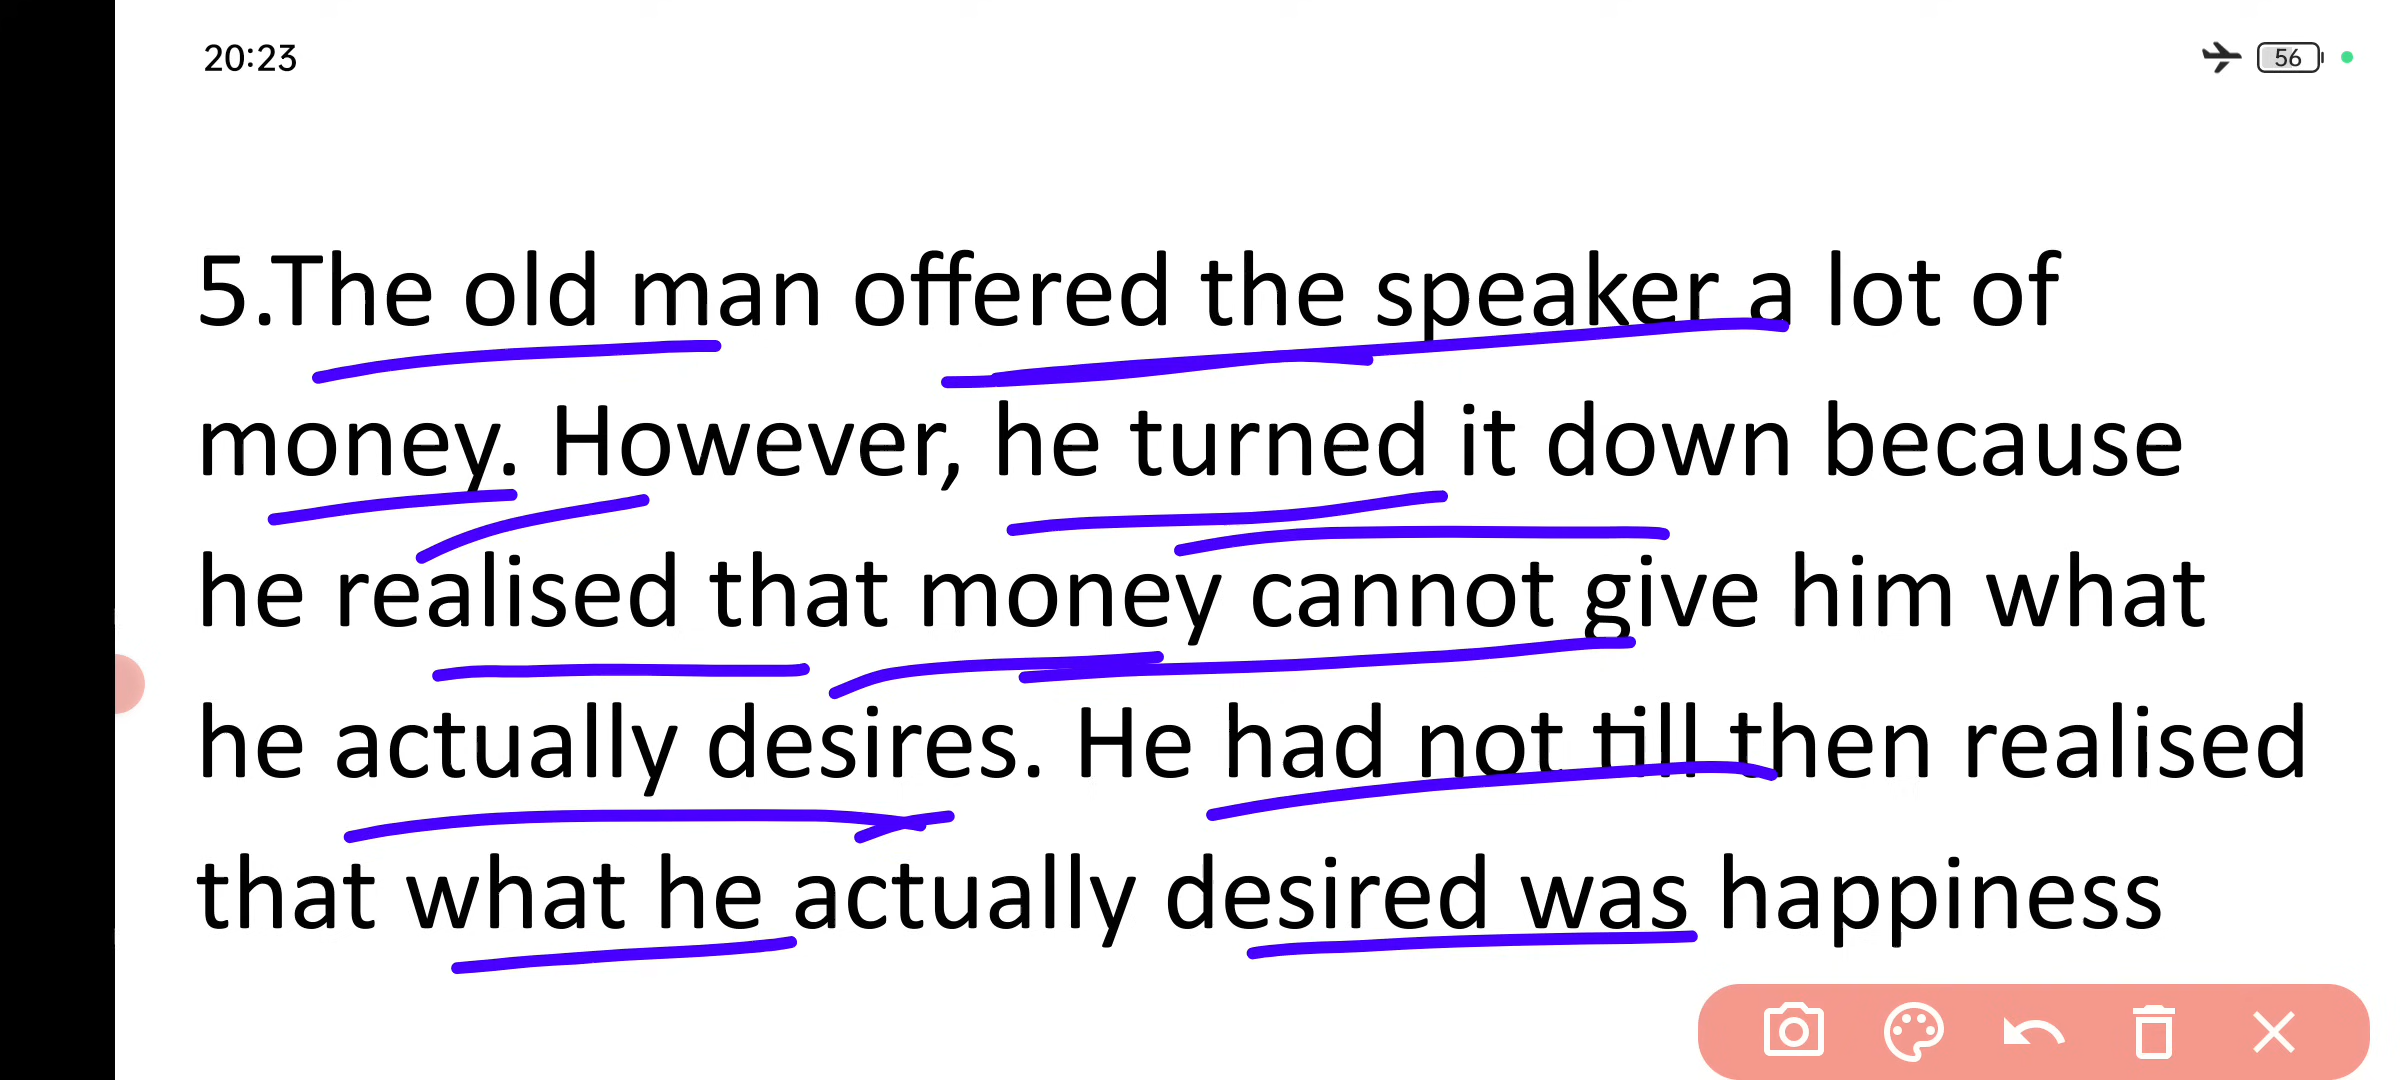 20:23
56
5.The old man offered the speaker a lot of
money. However, he turned it down because
he realised that money cannot give him what
he actually desires. He had not till then realised
that what he actually desired was happiness